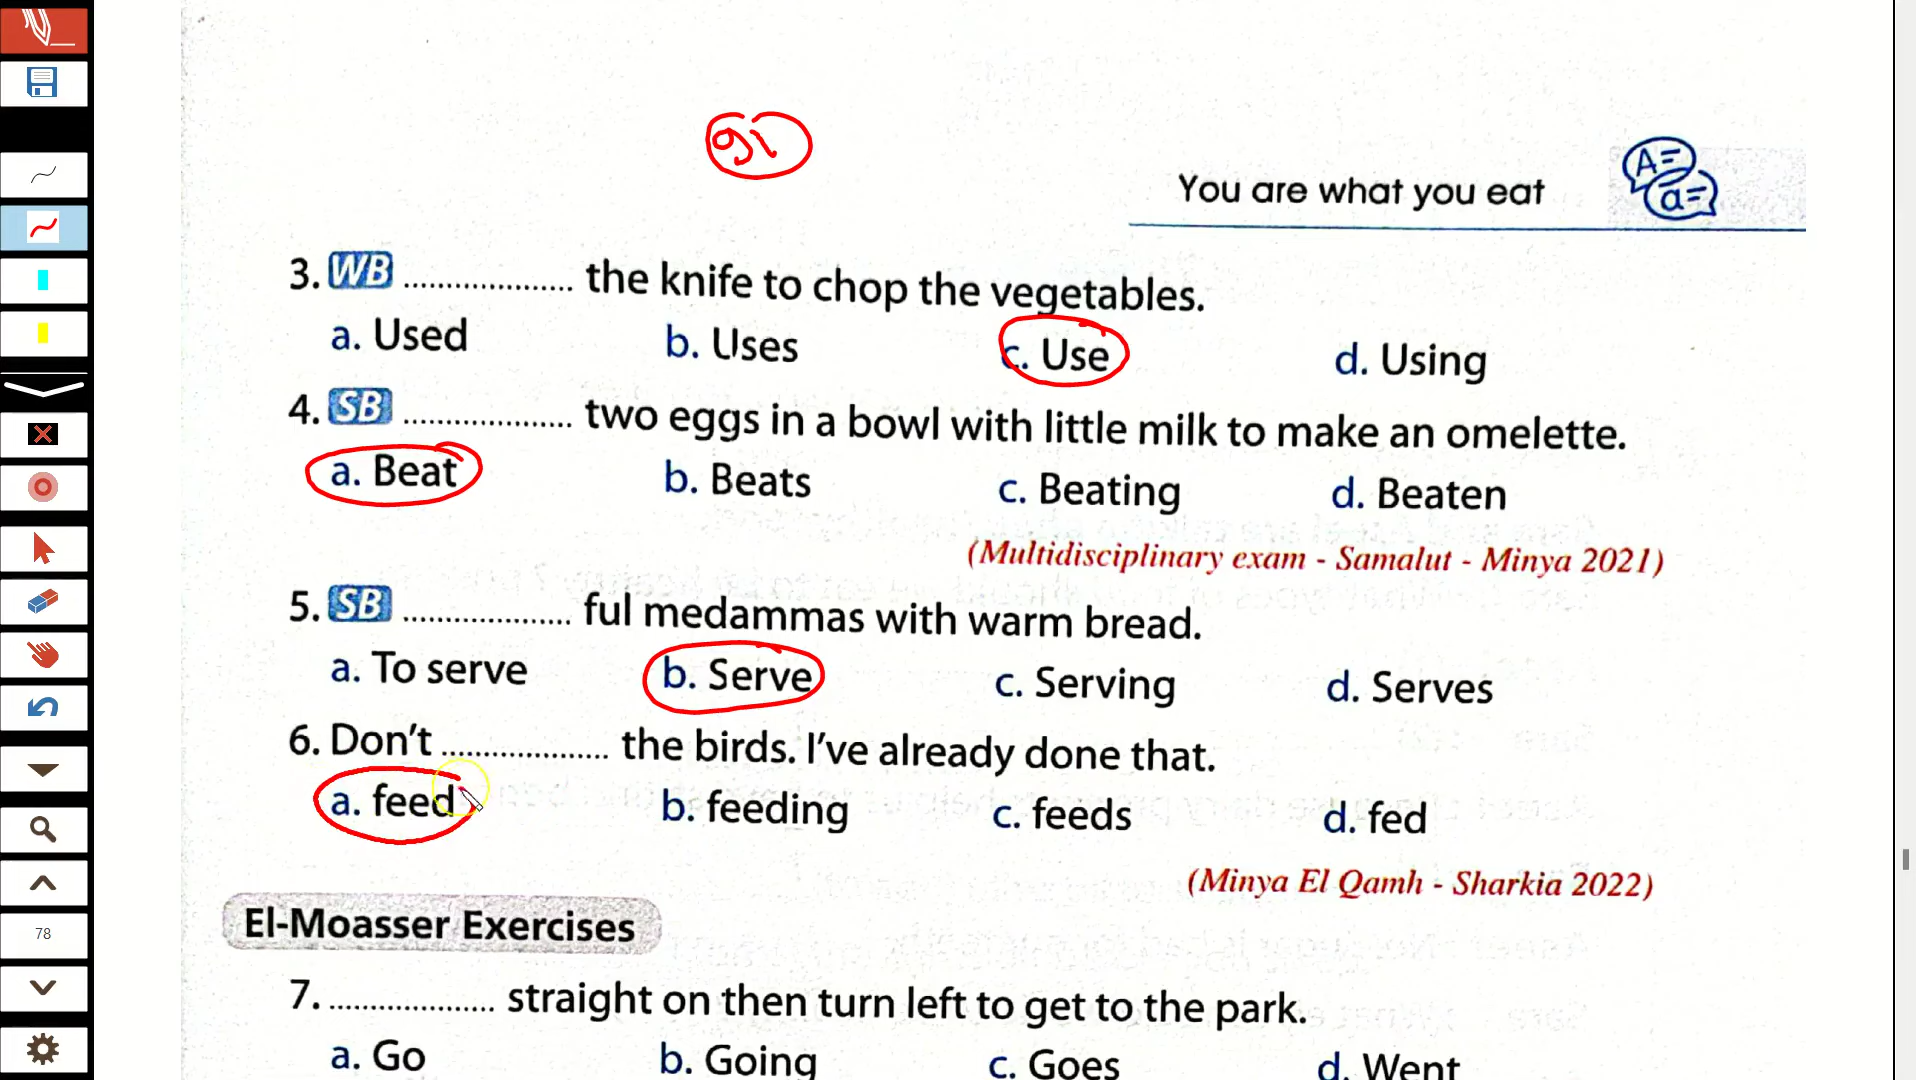 You are what you eat
A=
a=
3. WB .................... the knife to chop the vegetables.
a. Used b. Uses c. Use d. Using
4. SB .................... two eggs in a bowl with little milk to make an omelette.
a. Beat b. Beats c. Beating d. Beaten
(Multidisciplinary exam - Samalut - Minya 2021)
5. SB .................... ful medammas with warm bread.
a. To serve b. Serve c. Serving d. Serves
6. Don't .................... the birds. I've already done that.
a. feed b. feeding c. feeds d. fed
(Minya El Qamh - Sharkia 2022)
El-Moasser Exercises
7. .................... straight on then turn left to get to the park.
a. Go b. Going c. Goes d. Went
78